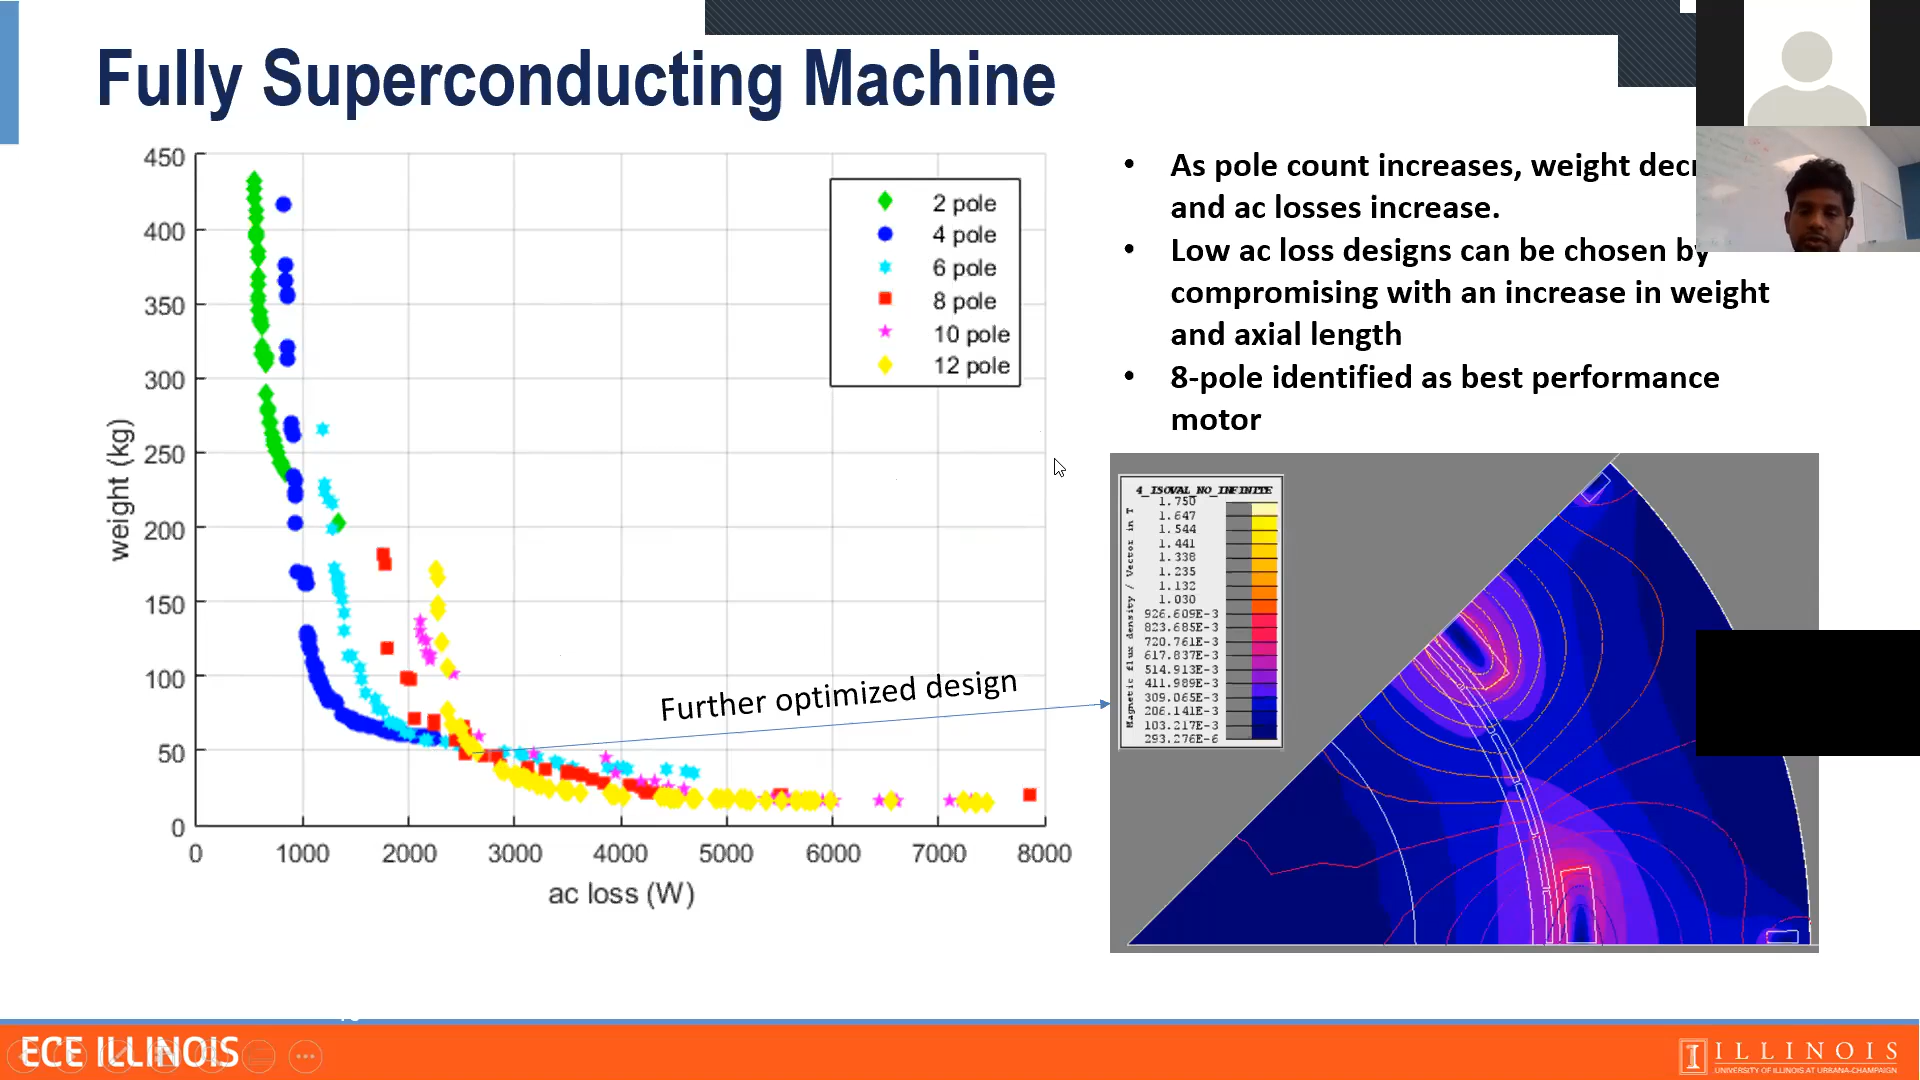 Fully Superconducting Machine
450
400
350
300
250
200
150
100
50
0
weight (kg)
0 1000 2000 3000 4000 5000 6000 7000 8000
ac loss (W)
2 pole
4 pole
6 pole
8 pole
10 pole
12 pole
Further optimized design
• As pole count increases, weight decr
and ac losses increase.
• Low ac loss designs can be chosen by
compromising with an increase in weight
and axial length
• 8-pole identified as best performance
motor
4_ISOVAL_NO_INFINITE
Magnetic flux density / Vector in T
1.750
1.647
1.544
1.441
1.338
1.235
1.132
1.030
926.609E-3
823.685E-3
720.761E-3
617.837E-3
514.913E-3
411.989E-3
309.065E-3
206.141E-3
103.217E-3
293.276E-6
ECE ILLINOIS
I ILLINOIS
UNIVERSITY OF ILLINOIS AT URBANA-CHAMPAIGN